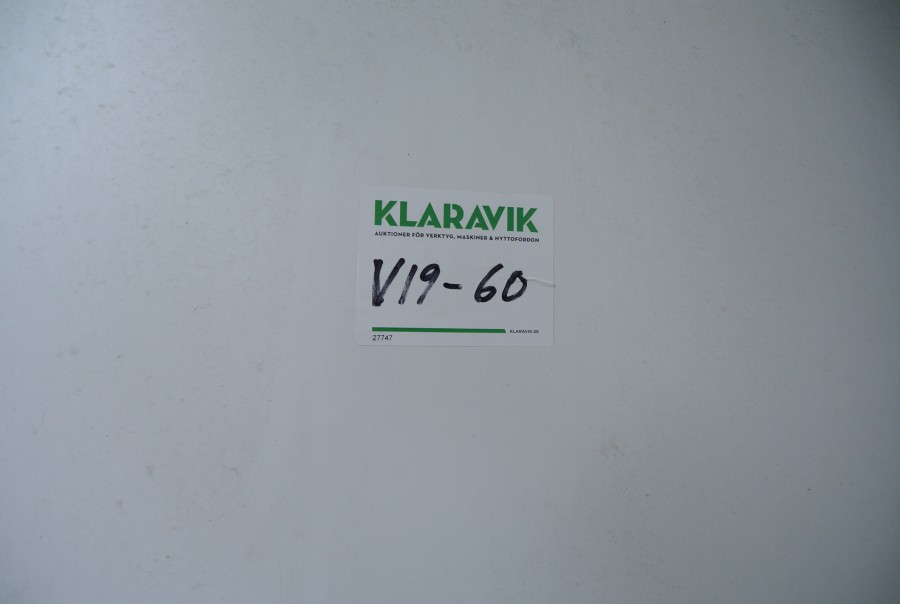 KLARAVIK
AUKTIONER FÖR VERKTYG, MASKINER & NYTTOFORDON
V19-60
KLARAVIK.SE
27747